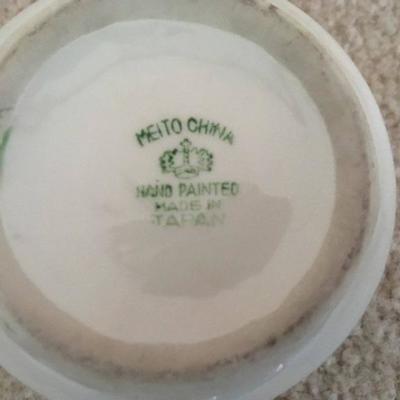 MEITO CHINA
HAND PAINTED
MADE IN
JAPAN